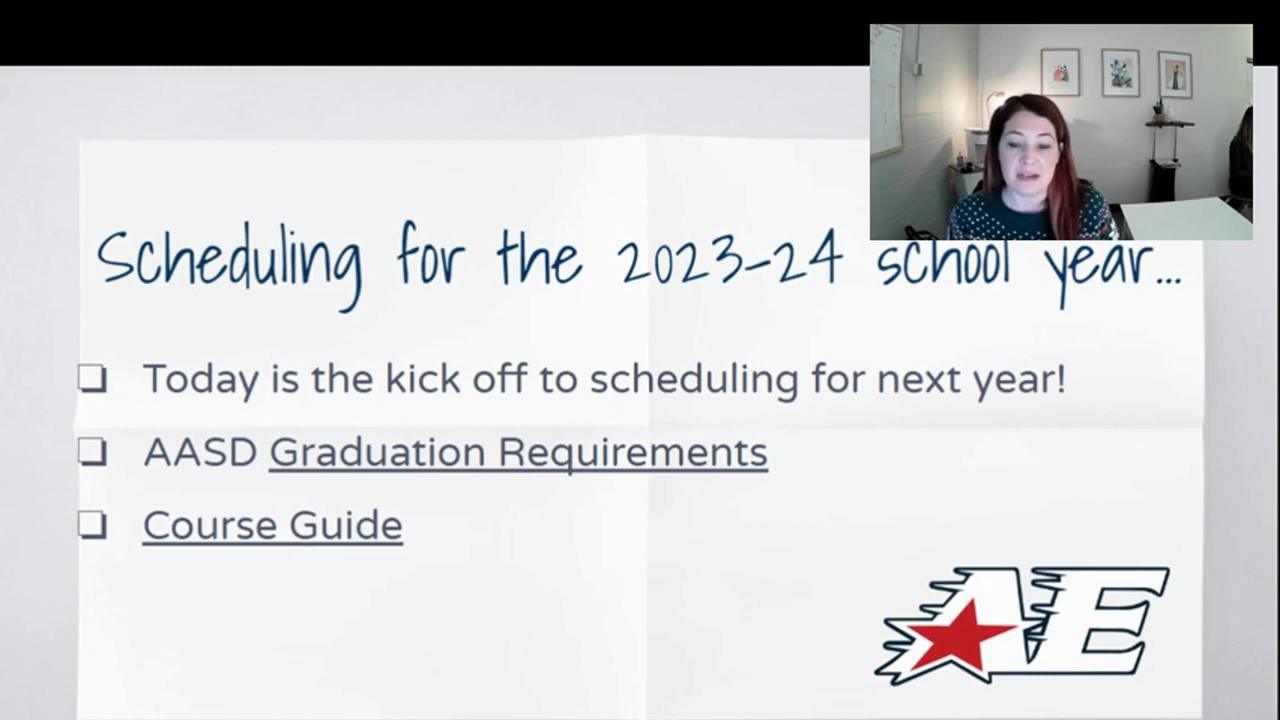 Scheduling for the 2023-24 school year...
Today is the kick off to scheduling for next year!
AASD Graduation Requirements
Course Guide
AE